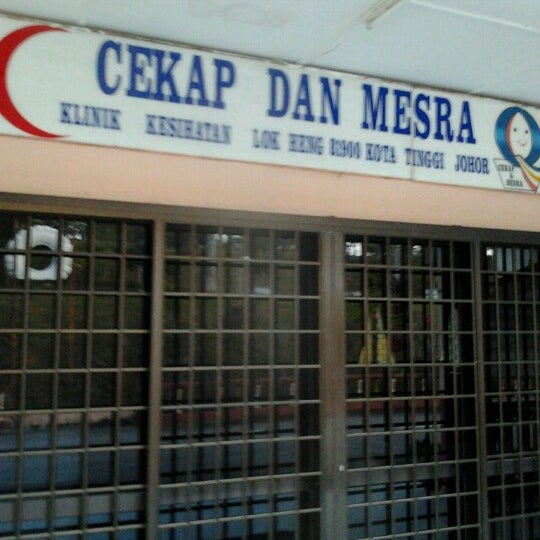 CEKAP DAN MESRA
KLINIK KESIHATAN LOK HENG 81900 KOTA TINGGI JOHOR
CEKAP
&
MESRA